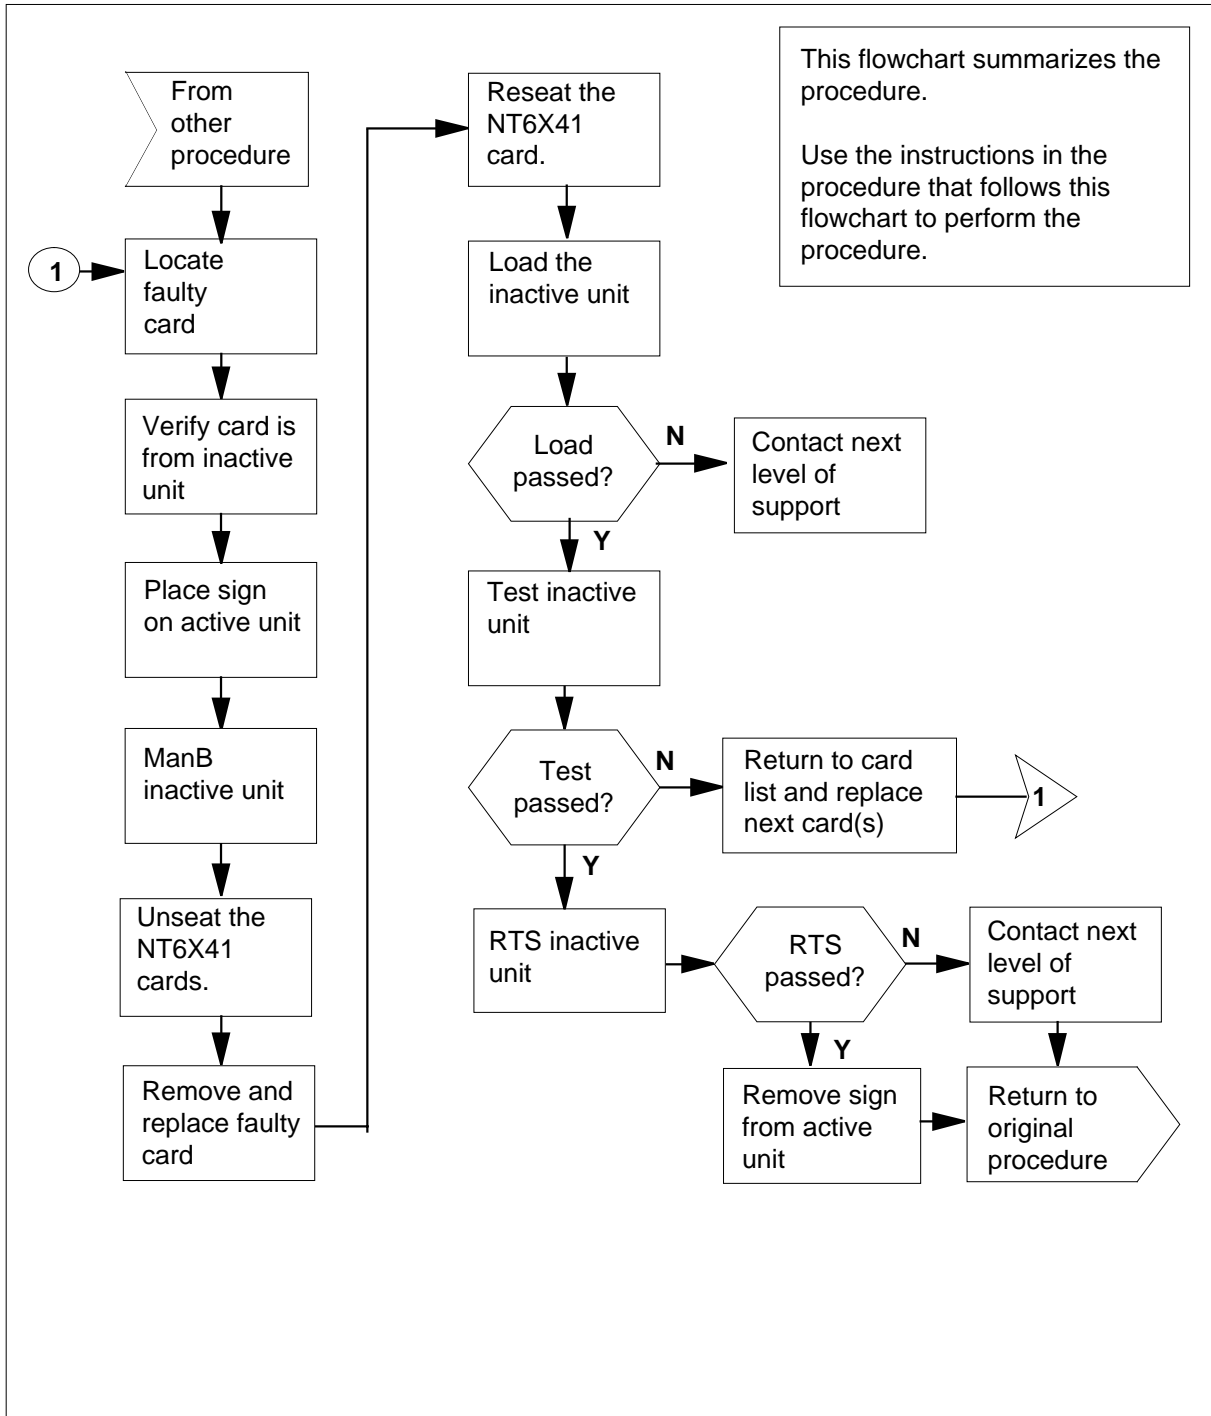 From
other
procedure
1
Locate
faulty
card
Verify card is
from inactive
unit
Place sign
on active unit
ManB
inactive unit
Unseat the
NT6X41
cards.
Remove and
replace faulty
card
Reseat the
NT6X41
card.
Load the
inactive unit
Load
passed?
N
Contact next
level of
support
Y
Test inactive
unit
Test
passed?
N
Return to card
list and replace
next card(s)
1
Y
RTS inactive
unit
RTS
passed?
N
Contact next
level of
support
Y
Remove sign
from active
unit
Return to
original
procedure
This flowchart summarizes the
procedure.
Use the instructions in the
procedure that follows this
flowchart to perform the
procedure.